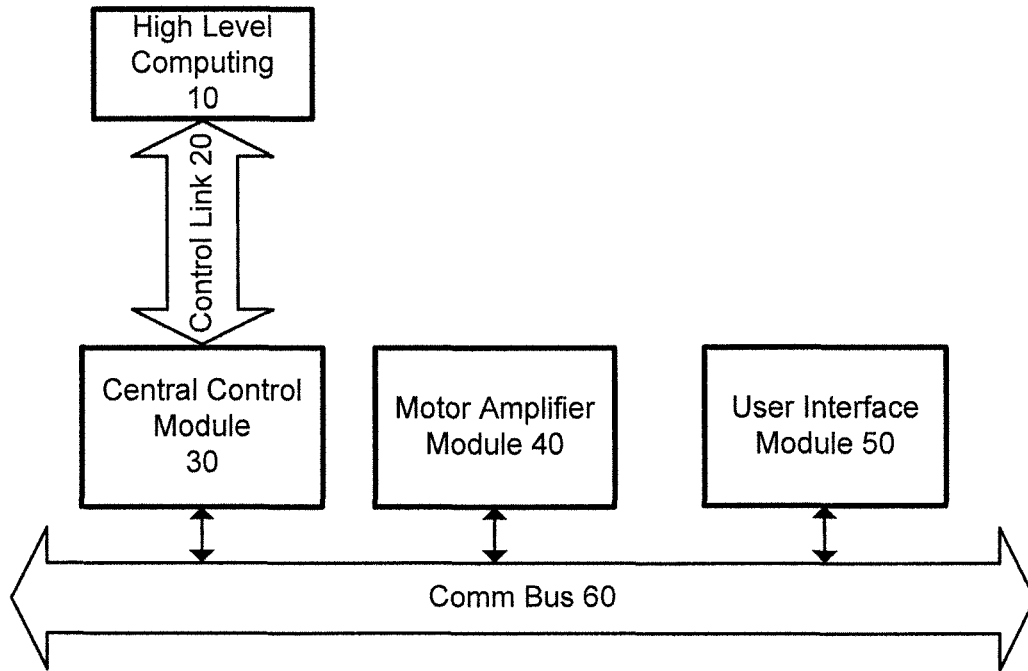 High Level
Computing
10
Control Link 20
Central Control
Module
30
Motor Amplifier
Module 40
User Interface
Module 50
Comm Bus 60